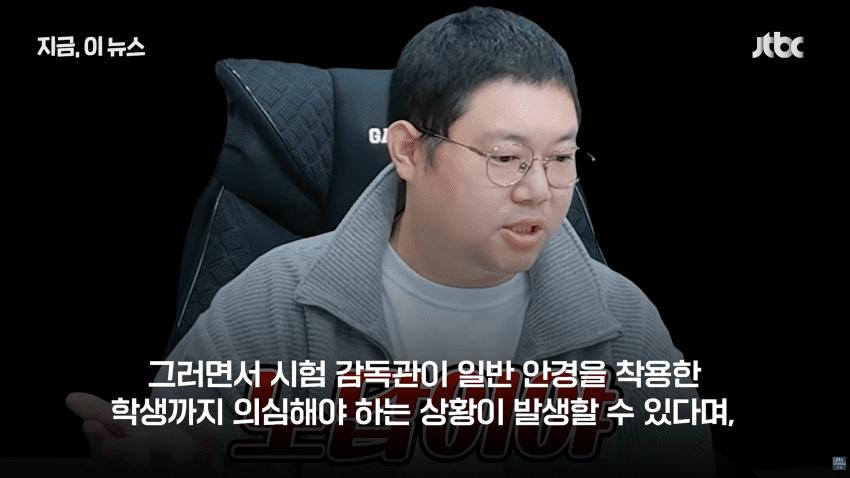 지금, 이 뉴스
jtbc
GA
그러면서 시험 감독관이 일반 안경을 착용한
학생까지 의심해야 하는 상황이 발생할 수 있다며,